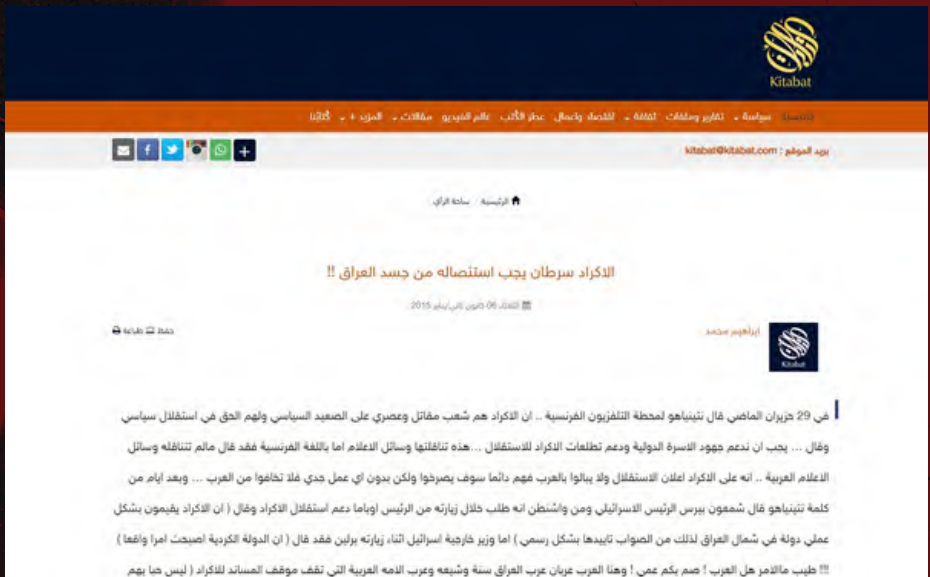 Kitabat
الرئيسية سياسة تقارير وملفات ثقافة اقتصاد واعمال عطر الكتب عالم الفيديو مقالات المزيد + كُتّابنا
بريد الموقع : kitabat@kitabat.com
الرئيسية ساحة الرأي
الاكراد سرطان يجب استئصاله من جسد العراق !!
الثلاثاء 06 كانون ثاني/يناير 2015
ابراهيم محمد
حفظ طباعة
Kitabat
في 29 حزيران الماضي قال نتينياهو لمحطة التلفزيون الفرنسية .. ان الاكراد هم شعب مقاتل وعصري على الصعيد السياسي ولهم الحق في استقلال سياسي
وقال ... يجب ان ندعم جهود الاسرة الدولية ودعم تطلعات الاكراد للاستقلال ...هذه تناقلتها وسائل الاعلام اما باللغة الفرنسية فقد قال مالم تتناقله وسائل
الاعلام العربية .. انه على الاكراد اعلان الاستقلال ولا يبالوا بالعرب فهم دائما سوف يصرخوا ولكن بدون اي عمل جدي فلا تخافوا من العرب ... وبعد ايام من
كلمة نتينياهو قال شمعون بيرس الرئيس الاسرائيلي ومن واشنطن انه طلب خلال زيارته من الرئيس اوباما دعم استقلال الاكراد وقال ( ان الاكراد يقيمون بشكل
عملي دولة في شمال العراق لذلك من الصواب تاييدها بشكل رسمي ) اما وزير خارجية اسرائيل اثناء زيارته برلين فقد قال ( ان الدولة الكردية اصبحت امرا واقعا )
!!! طيب مالامر هل العرب ! صم بكم عمي ! وهنا العرب عربان عرب العراق سنة وشيعه وعرب الامه العربية التي تقف موقف المساند للاكراد ( ليس حبا بهم